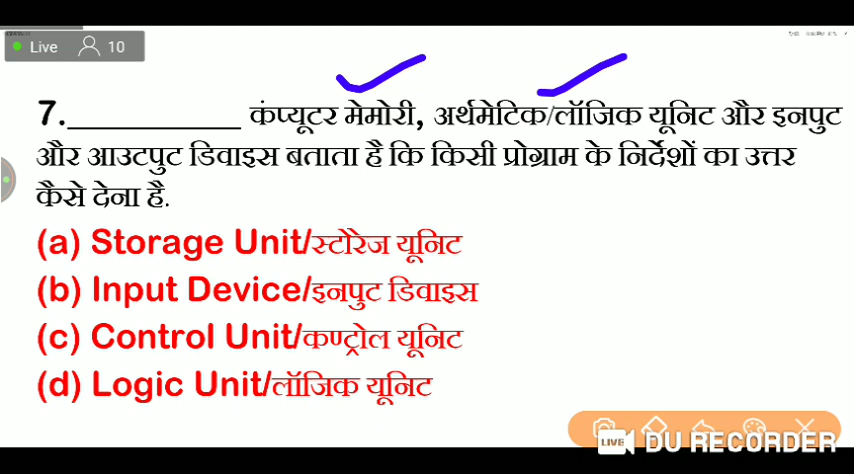 Live 10
7.__________ कंप्यूटर मेमोरी, अर्थमेटिक/लॉजिक यूनिट और इनपुट
और आउटपुट डिवाइस बताता है कि किसी प्रोग्राम के निर्देशों का उत्तर
कैसे देना है.
(a) Storage Unit/स्टोरेज यूनिट
(b) Input Device/इनपुट डिवाइस
(c) Control Unit/कण्ट्रोल यूनिट
(d) Logic Unit/लॉजिक यूनिट
LIVE DU RECORDER